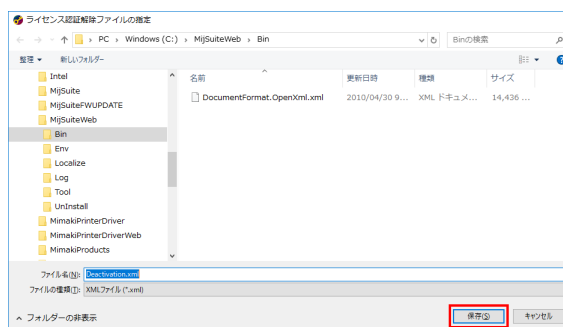 ライセンス認証解除ファイルの指定
PC › Windows (C:) › MijSuiteWeb › Bin
Binの検索
整理 新しいフォルダー
名前 更新日時 種類 サイズ
Intel
MijSuite
MijSuiteFWUPDATE
MijSuiteWeb
Bin
Env
Localize
Log
Tool
UnInstall
MimakiPrinterDriver
MimakiPrinterDriverWeb
MimakiProducts
DocumentFormat.OpenXml.xml 2010/04/30 9... XML ドキュメ... 14,436 ...
ファイル名(N): Deactivation.xml
ファイルの種類(T): XMLファイル (*.xml)
フォルダーの非表示
保存(S) キャンセル